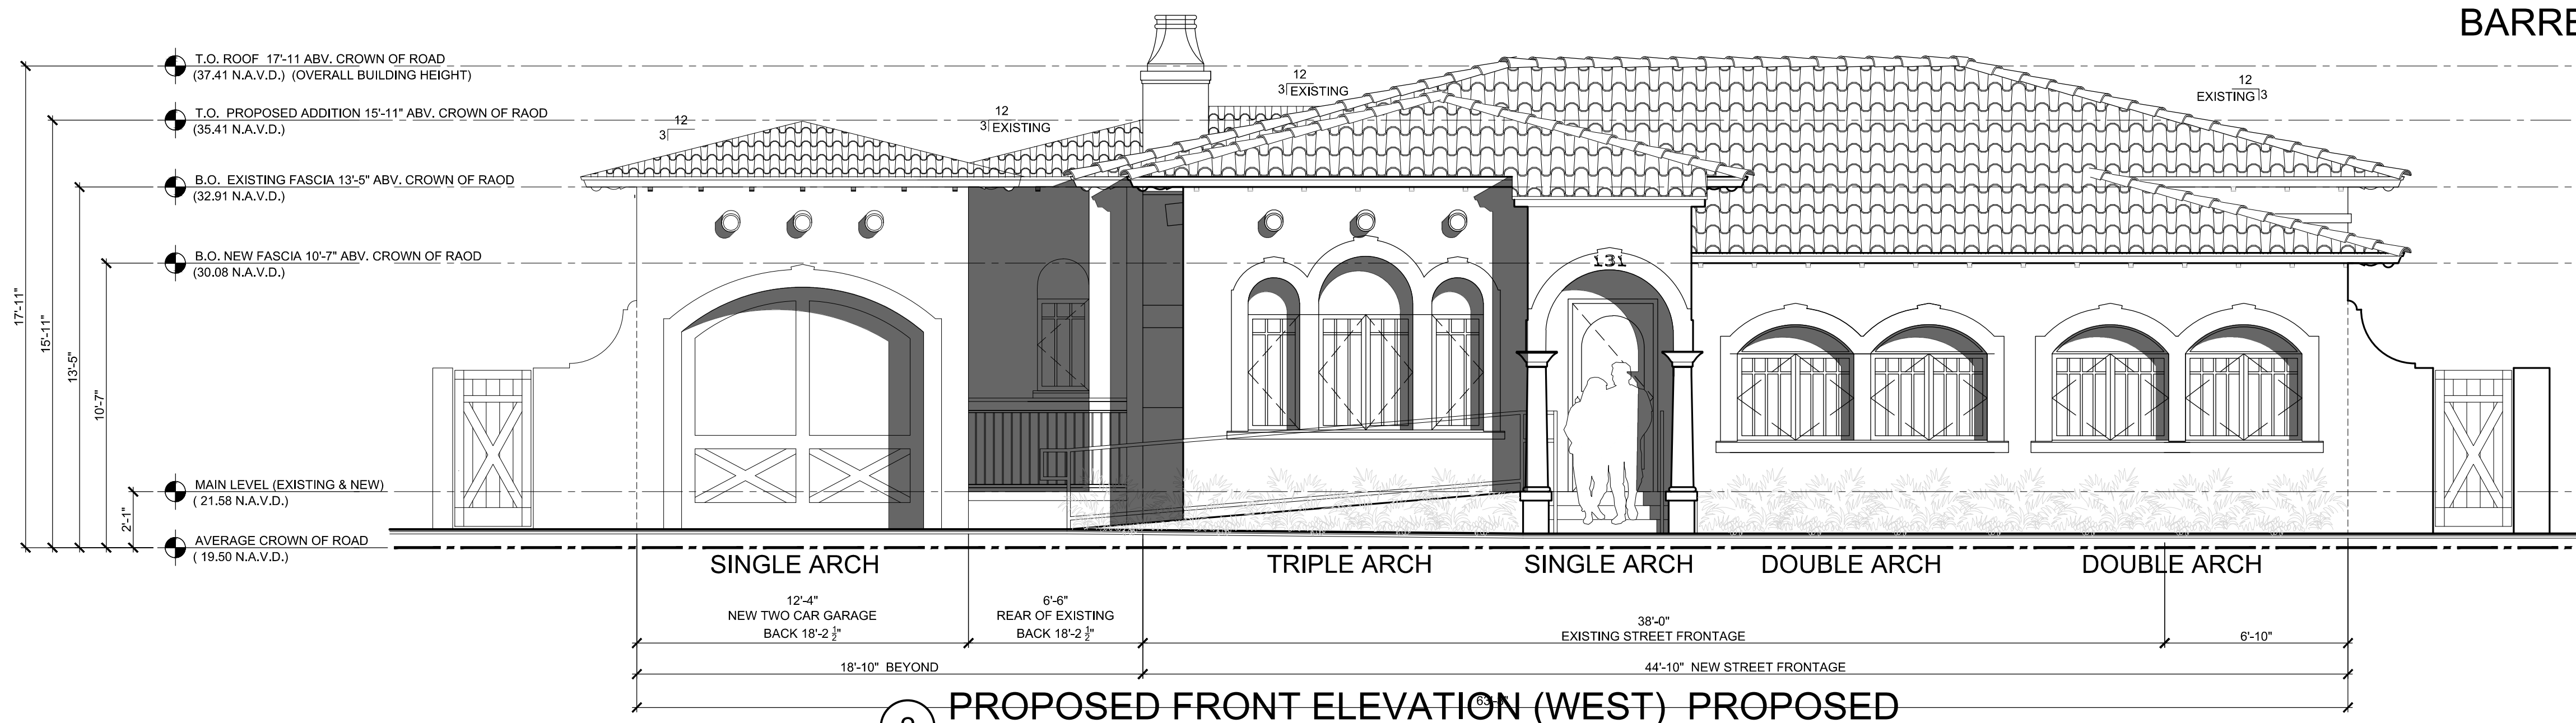 BARRE
T.O. ROOF 17'-11 ABV. CROWN OF ROAD
(37.41 N.A.V.D.) (OVERALL BUILDING HEIGHT)
T.O. PROPOSED ADDITION 15'-11" ABV. CROWN OF RAOD
(35.41 N.A.V.D.)
B.O. EXISTING FASCIA 13'-5" ABV. CROWN OF RAOD
(32.91 N.A.V.D.)
B.O. NEW FASCIA 10'-7" ABV. CROWN OF RAOD
(30.08 N.A.V.D.)
MAIN LEVEL (EXISTING & NEW)
( 21.58 N.A.V.D.)
AVERAGE CROWN OF ROAD
( 19.50 N.A.V.D.)
17'-11"
15'-11"
13'-5"
10'-7"
2'-1"
12
3
12
3 EXISTING
12
3 EXISTING
12
EXISTING 3
131
SINGLE ARCH
TRIPLE ARCH
SINGLE ARCH
DOUBLE ARCH
DOUBLE ARCH
12'-4"
NEW TWO CAR GARAGE
BACK 18'-2 1/2"
6'-6"
REAR OF EXISTING
BACK 18'-2 1/2"
38'-0"
EXISTING STREET FRONTAGE
6'-10"
18'-10" BEYOND
44'-10" NEW STREET FRONTAGE
PROPOSED FRONT ELEVATION (WEST) PROPOSED